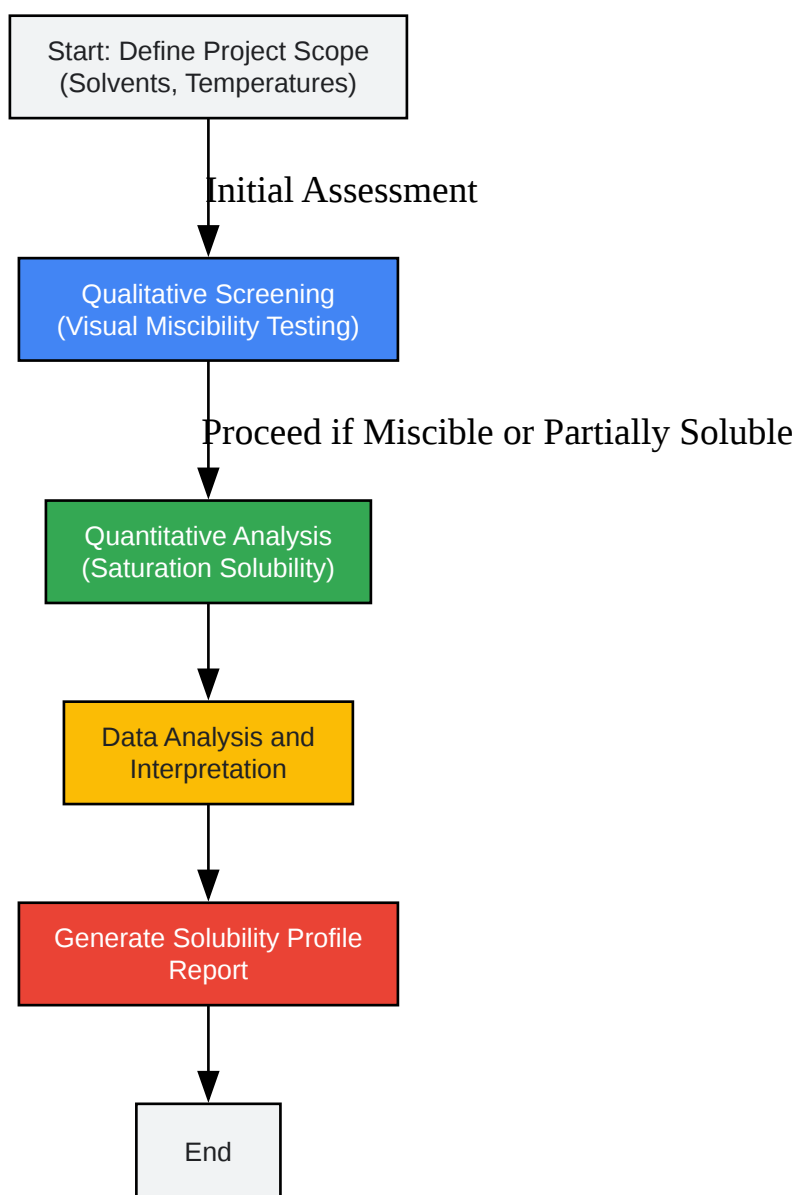 Start: Define Project Scope
(Solvents, Temperatures)
Initial Assessment
Qualitative Screening
(Visual Miscibility Testing)
Proceed if Miscible or Partially Soluble
Quantitative Analysis
(Saturation Solubility)
Data Analysis and
Interpretation
Generate Solubility Profile
Report
End